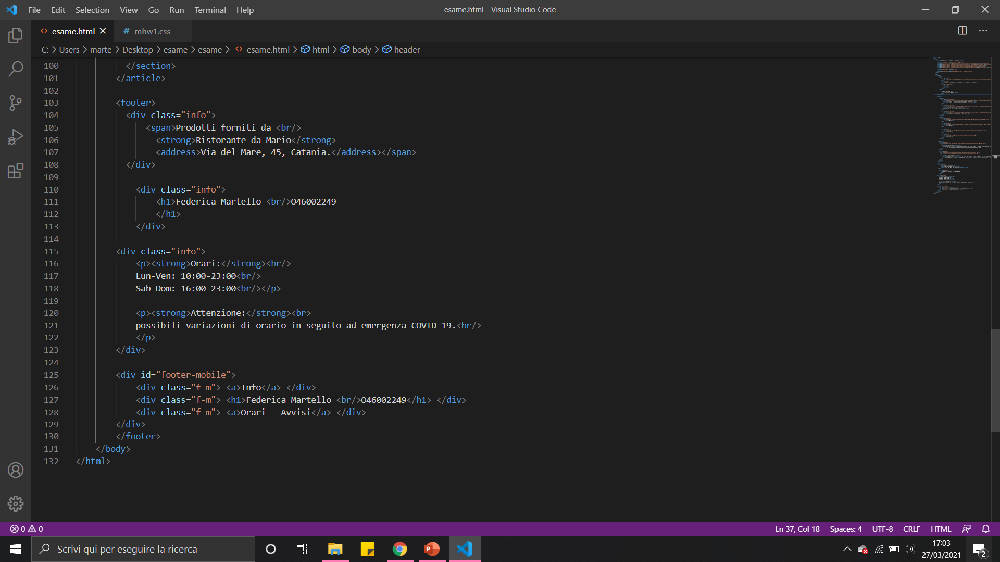 File Edit Selection View Go Run Terminal Help
esame.html - Visual Studio Code
esame.html
# mhw1.css
C: > Users > marte > Desktop > esame > esame > esame.html > html > body > header
100 </section>
101 </article>
102
103 <footer>
104 <div class="info">
105 <span>Prodotti forniti da <br/>
106 <strong>Ristorante da Mario</strong>
107 <address>Via del Mare, 45, Catania.</address></span>
108 </div>
109
110 <div class="info">
111 <h1>Federica Martello <br/>O46002249
112 </h1>
113 </div>
114
115 <div class="info">
116 <p><strong>Orari:</strong><br/>
117 Lun-Ven: 10:00-23:00<br/>
118 Sab-Dom: 16:00-23:00<br/></p>
119
120 <p><strong>Attenzione:</strong><br>
121 possibili variazioni di orario in seguito ad emergenza COVID-19.<br/>
122 </p>
123 </div>
124
125 <div id="footer-mobile">
126 <div class="f-m"> <a>Info</a> </div>
127 <div class="f-m"> <h1>Federica Martello <br/>O46002249</h1> </div>
128 <div class="f-m"> <a>Orari - Avvisi</a> </div>
129 </div>
130 </footer>
131 </body>
132 </html>
0 0
Ln 37, Col 18 Spaces: 4 UTF-8 CRLF HTML
Scrivi qui per eseguire la ricerca
P
17:03
27/03/2021
2